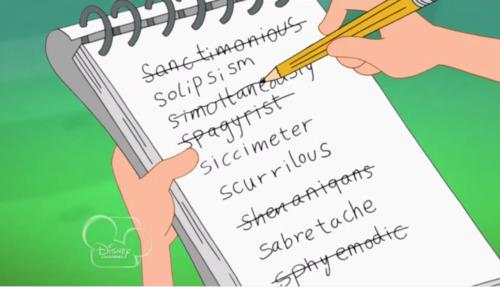 Sanctimonious
solipsism
simoltaneously
spagyrist
siccimeter
scurrilous
shenanigans
sabretache
sphyemodic
DISNEY
CHANNEL